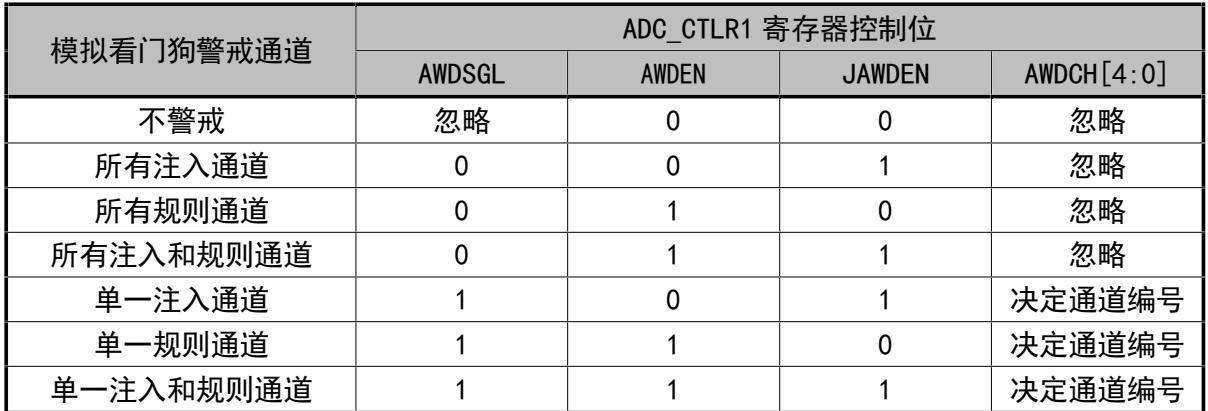 模拟看门狗警戒通道 ADC_CTLR1 寄存器控制位
AWDSGL AWDEN JAWDEN AWDCH[4:0]
不警戒 忽略 0 0 忽略
所有注入通道 0 0 1 忽略
所有规则通道 0 1 0 忽略
所有注入和规则通道 0 1 1 忽略
单一注入通道 1 0 1 决定通道编号
单一规则通道 1 1 0 决定通道编号
单一注入和规则通道 1 1 1 决定通道编号